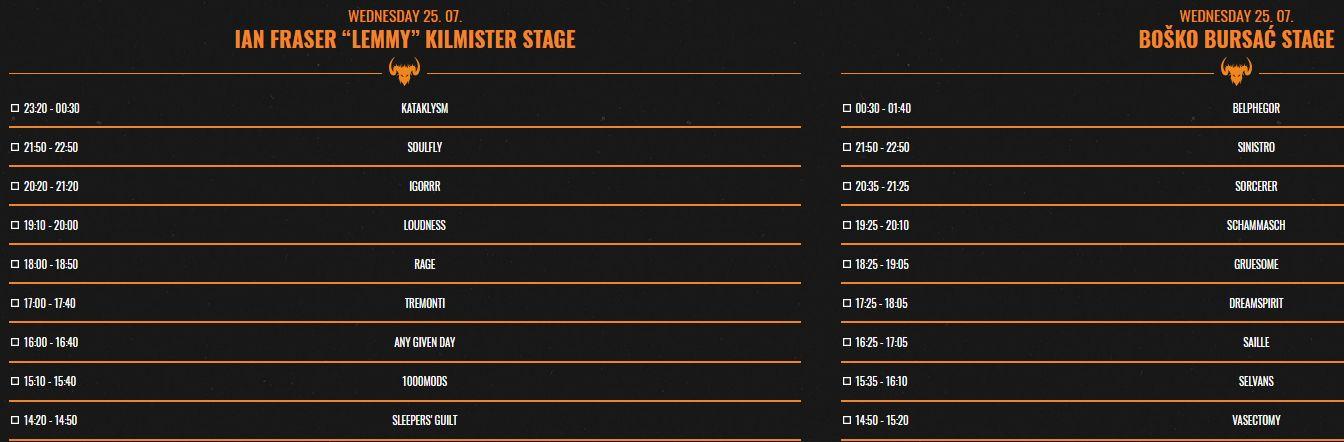 WEDNESDAY 25. 07.
IAN FRASER “LEMMY” KILMISTER STAGE
23:20 - 00:30 KATAKLYSM
21:50 - 22:50 SOULFLY
20:20 - 21:20 IGORRR
19:10 - 20:00 LOUDNESS
18:00 - 18:50 RAGE
17:00 - 17:40 TREMONTI
16:00 - 16:40 ANY GIVEN DAY
15:10 - 15:40 1000MODS
14:20 - 14:50 SLEEPERS' GUILT
WEDNESDAY 25. 07.
BOŠKO BURSAĆ STAGE
00:30 - 01:40 BELPHEGOR
21:50 - 22:50 SINISTRO
20:35 - 21:25 SORCERER
19:25 - 20:10 SCHAMMASCH
18:25 - 19:05 GRUESOME
17:25 - 18:05 DREAMSPIRIT
16:25 - 17:05 SAILLE
15:35 - 16:10 SELVANS
14:50 - 15:20 VASECTOMY